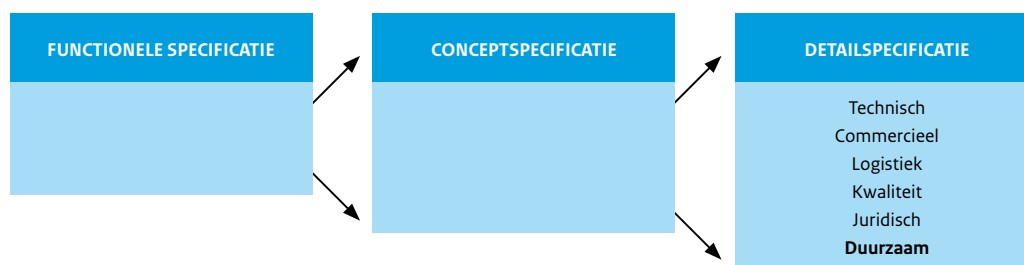 FUNCTIONELE SPECIFICATIE
CONCEPTSPECIFICATIE
DETAILSPECIFICATIE
Technisch
Commercieel
Logistiek
Kwaliteit
Juridisch
Duurzaam